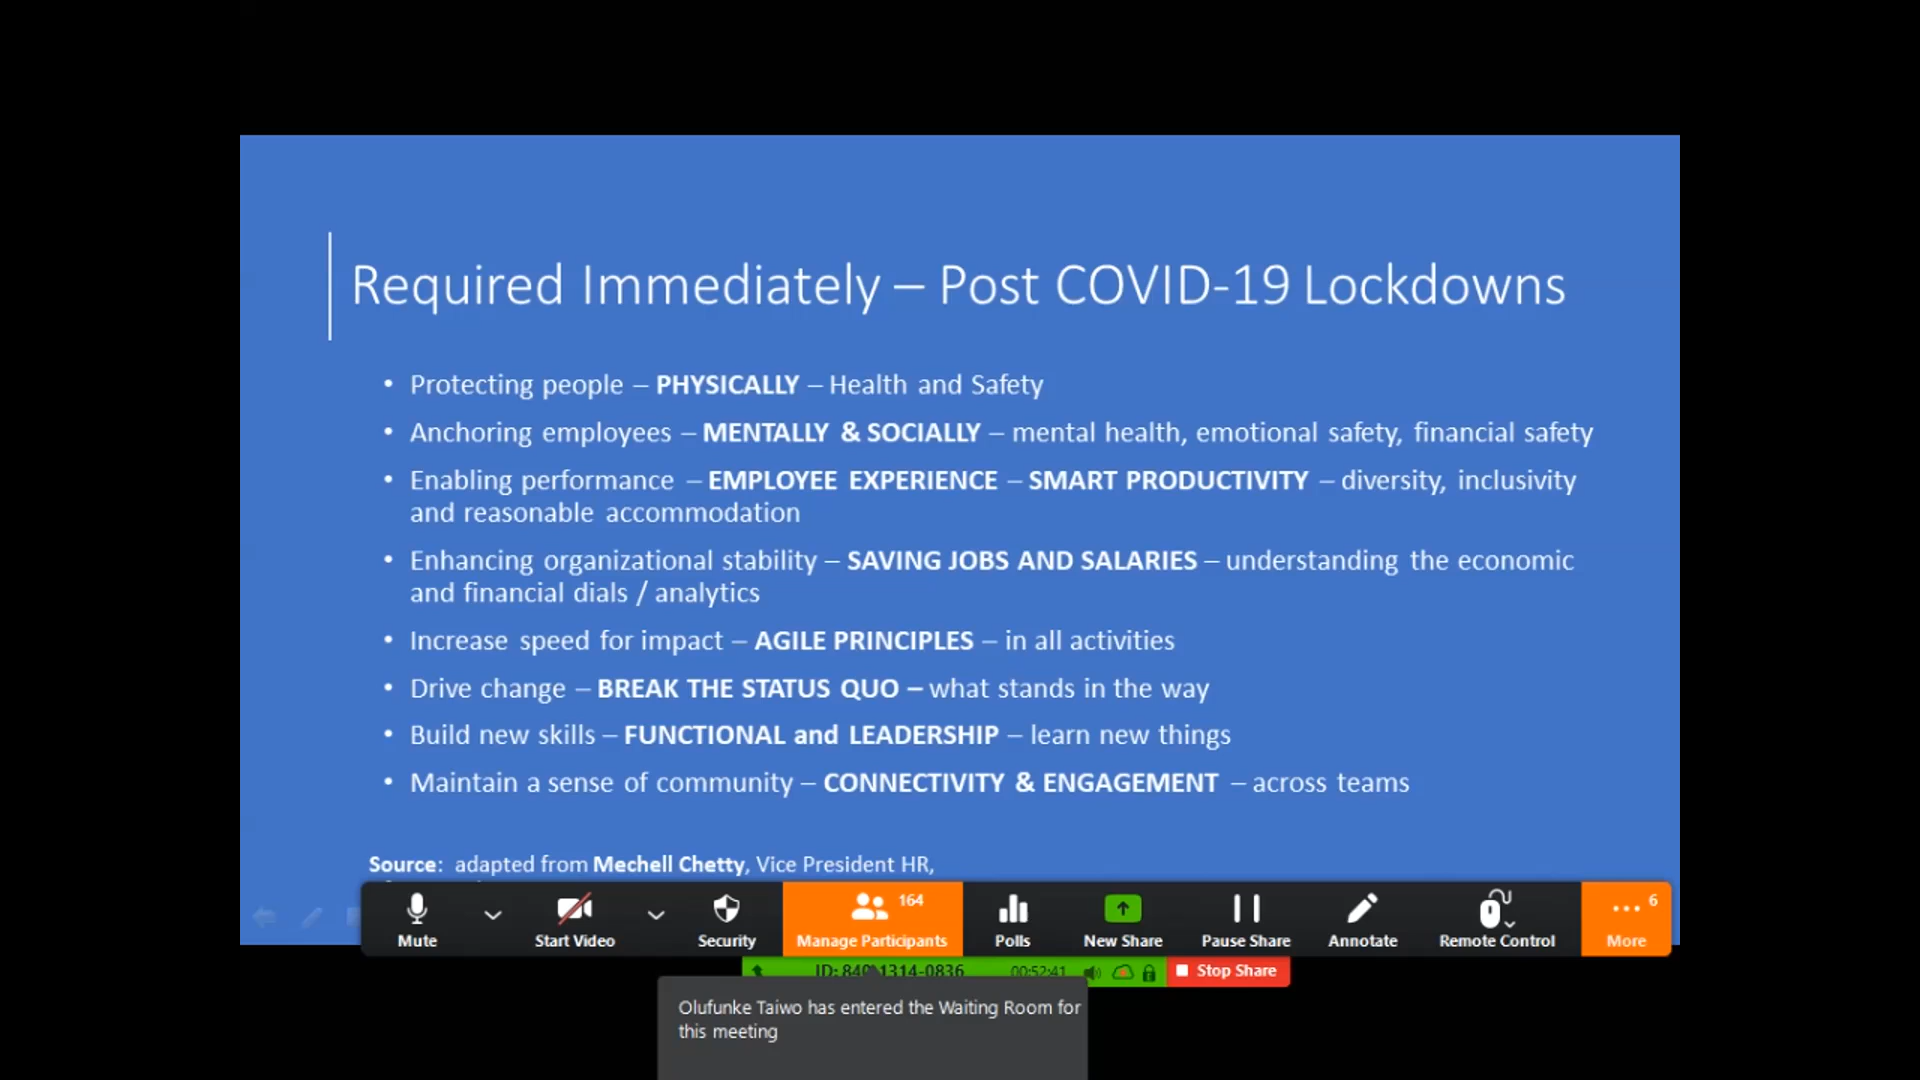 Required Immediately – Post COVID-19 Lockdowns
• Protecting people – PHYSICALLY – Health and Safety
• Anchoring employees – MENTALLY & SOCIALLY – mental health, emotional safety, financial safety
• Enabling performance – EMPLOYEE EXPERIENCE – SMART PRODUCTIVITY – diversity, inclusivity
and reasonable accommodation
• Enhancing organizational stability – SAVING JOBS AND SALARIES – understanding the economic
and financial dials / analytics
• Increase speed for impact – AGILE PRINCIPLES – in all activities
• Drive change – BREAK THE STATUS QUO – what stands in the way
• Build new skills – FUNCTIONAL and LEADERSHIP – learn new things
• Maintain a sense of community – CONNECTIVITY & ENGAGEMENT – across teams
Source: adapted from Mechell Chetty, Vice President HR,
164 6
Mute Start Video Security Manage Participants Polls New Share Pause Share Annotate Remote Control More
ID: 840-1314-0836 00:52:41 Stop Share
Olufunke Taiwo has entered the Waiting Room for
this meeting